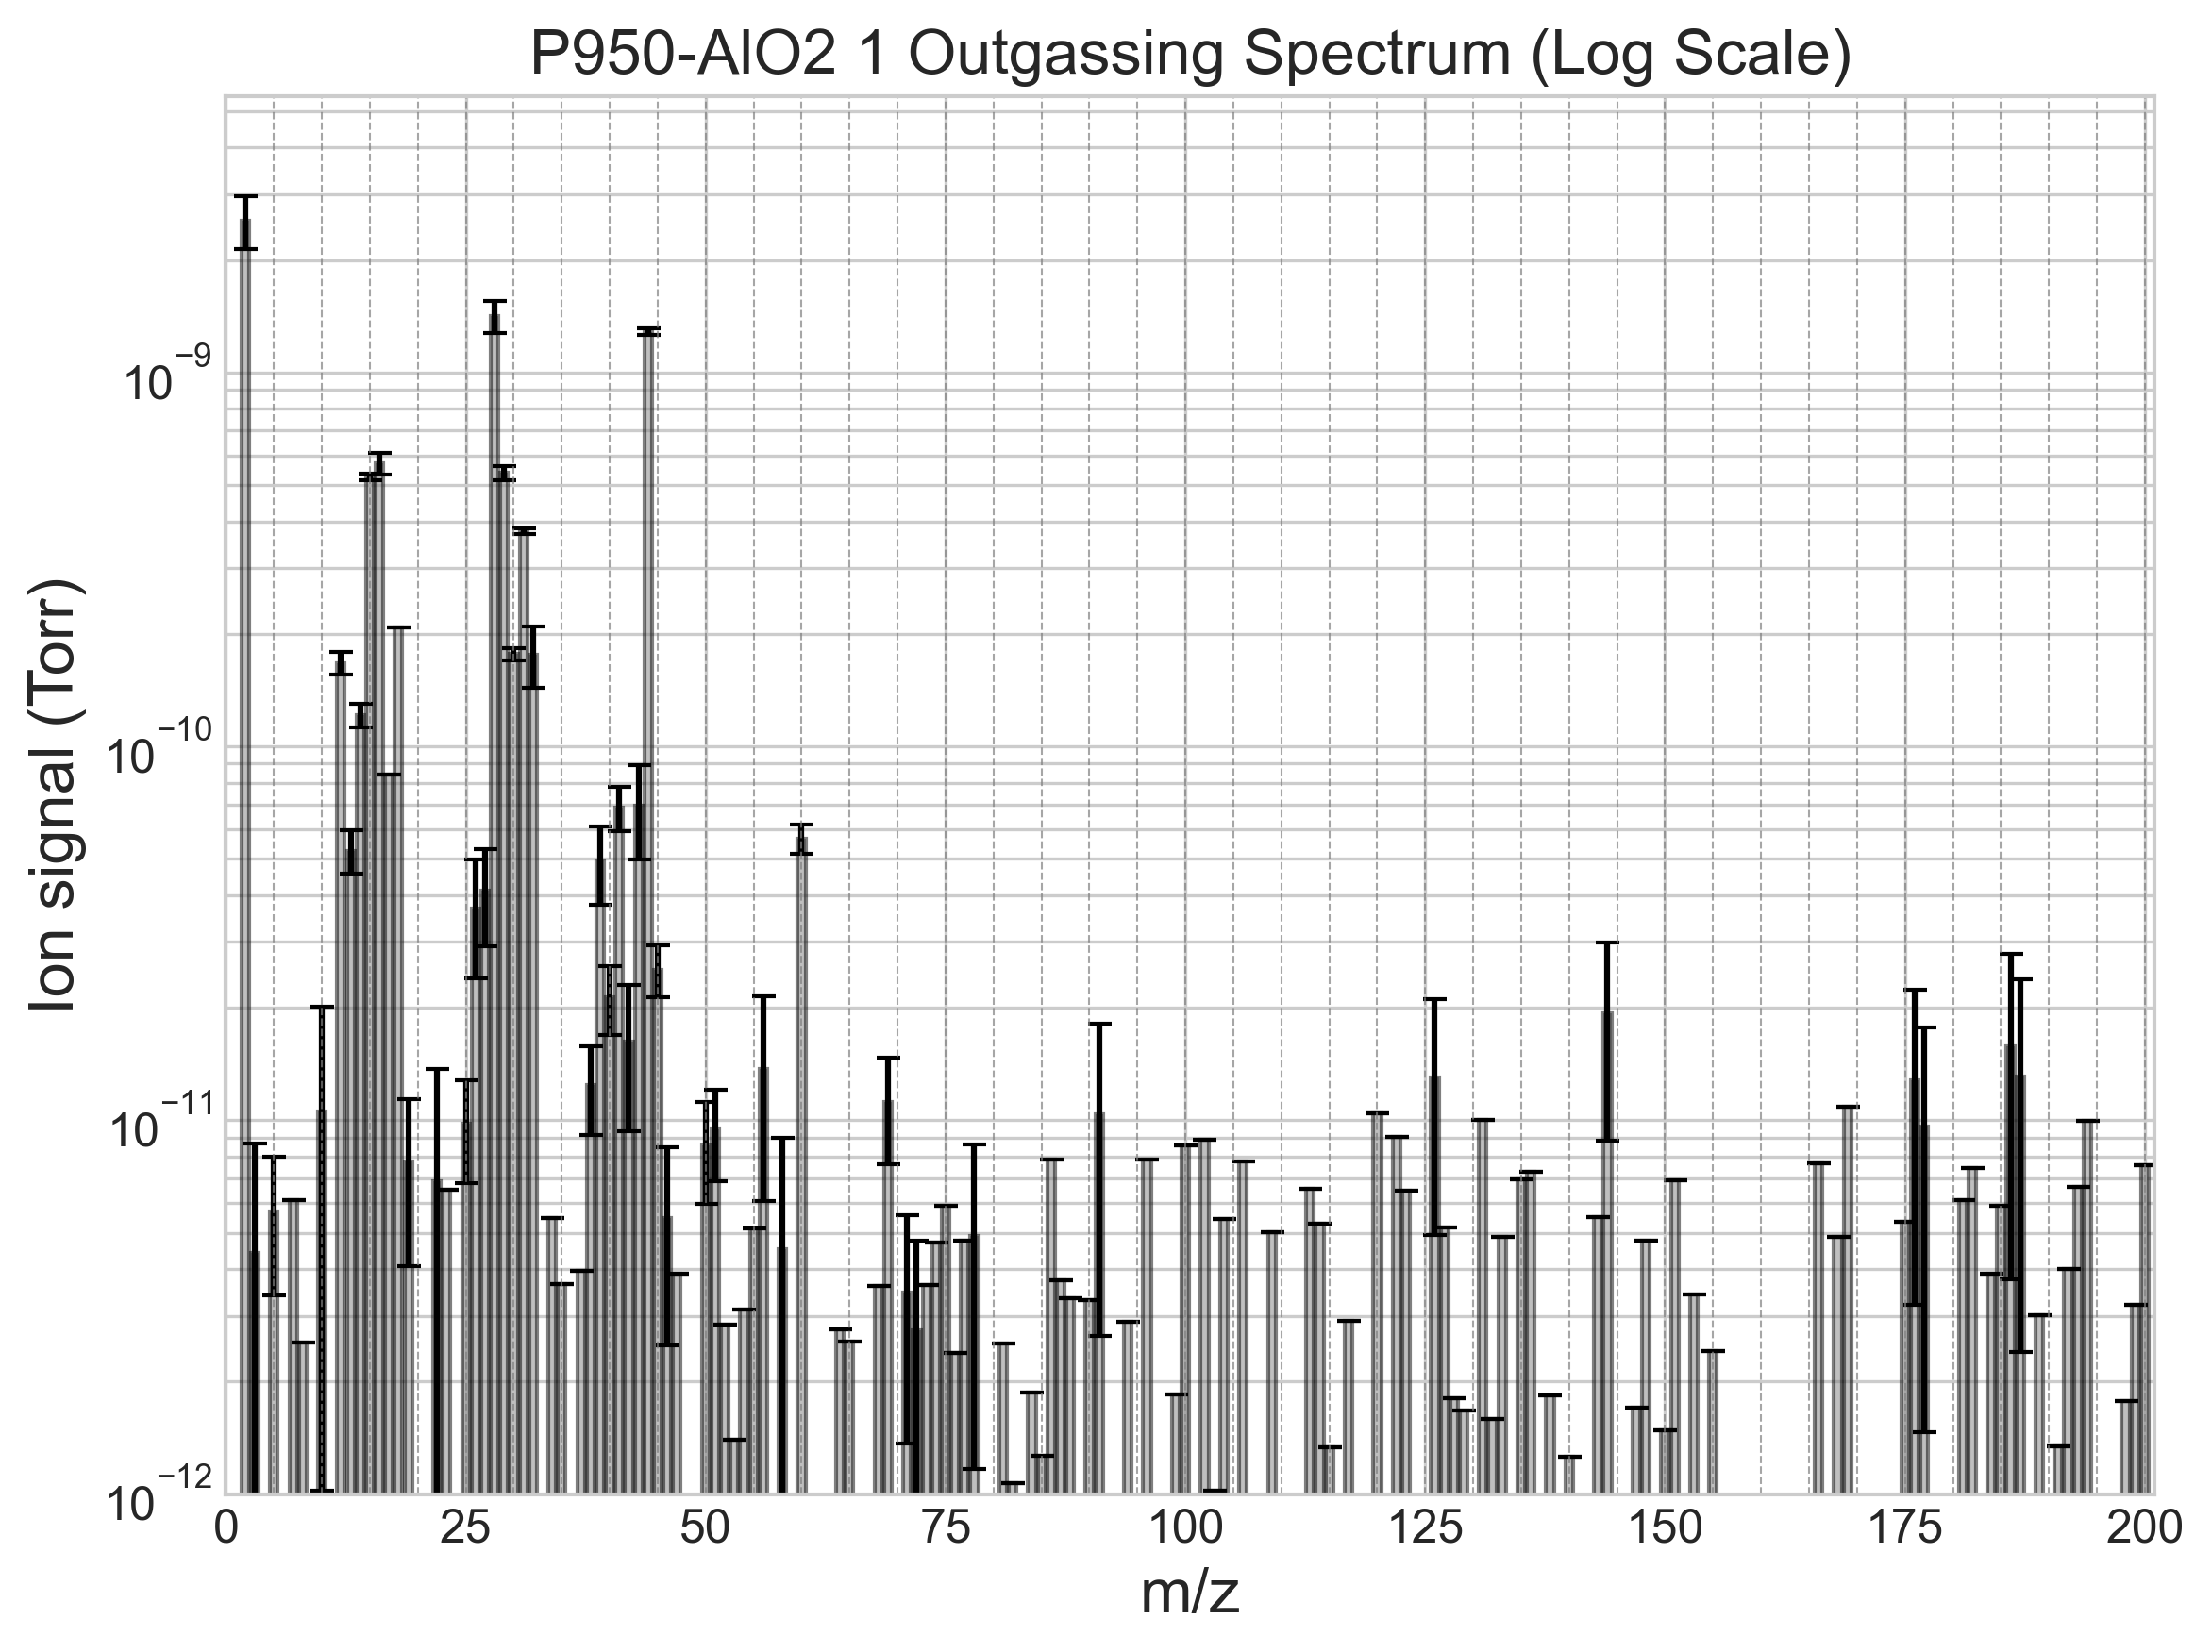 P950-AlO2 1 Outgassing Spectrum (Log Scale)
Ion signal (Torr)
10⁻⁹
10⁻¹⁰
10⁻¹¹
10⁻¹²
0 25 50 75 100 125 150 175 200
m/z